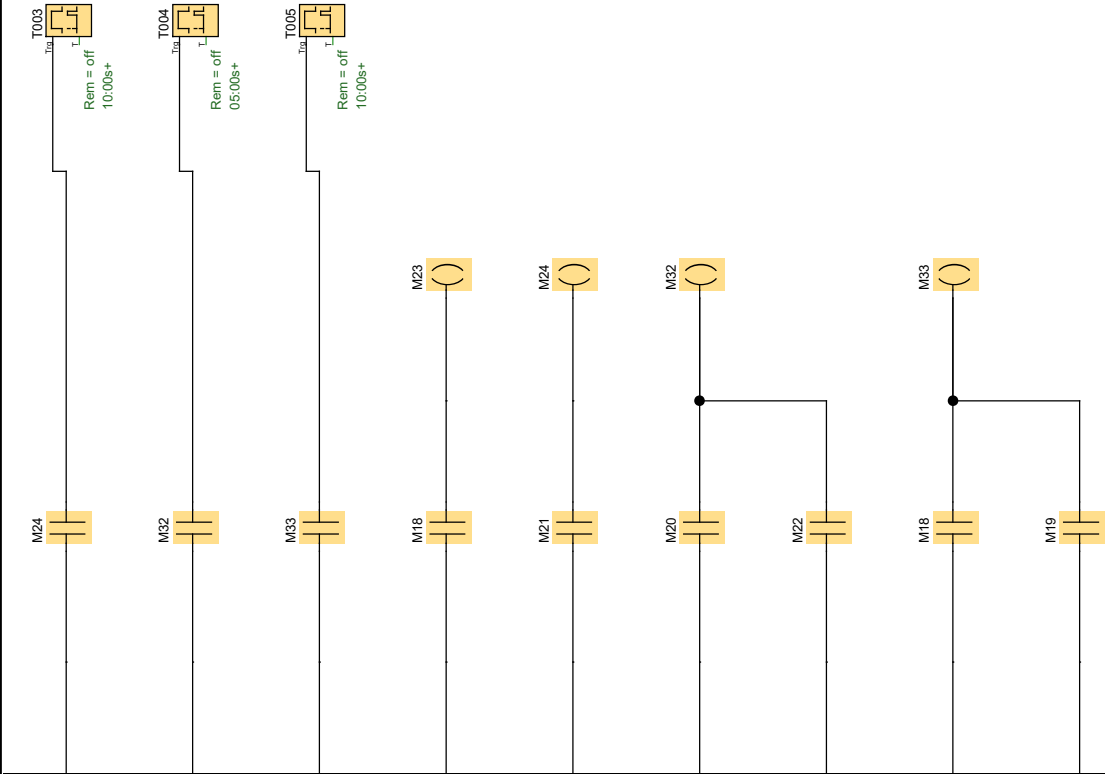 T003
Trg
T
Rem = off
10:00s+
T004
Trg
T
Rem = off
05:00s+
T005
Trg
T
Rem = off
10:00s+
M23
M24
M32
M33
M24
M32
M33
M18
M21
M20
M22
M18
M19